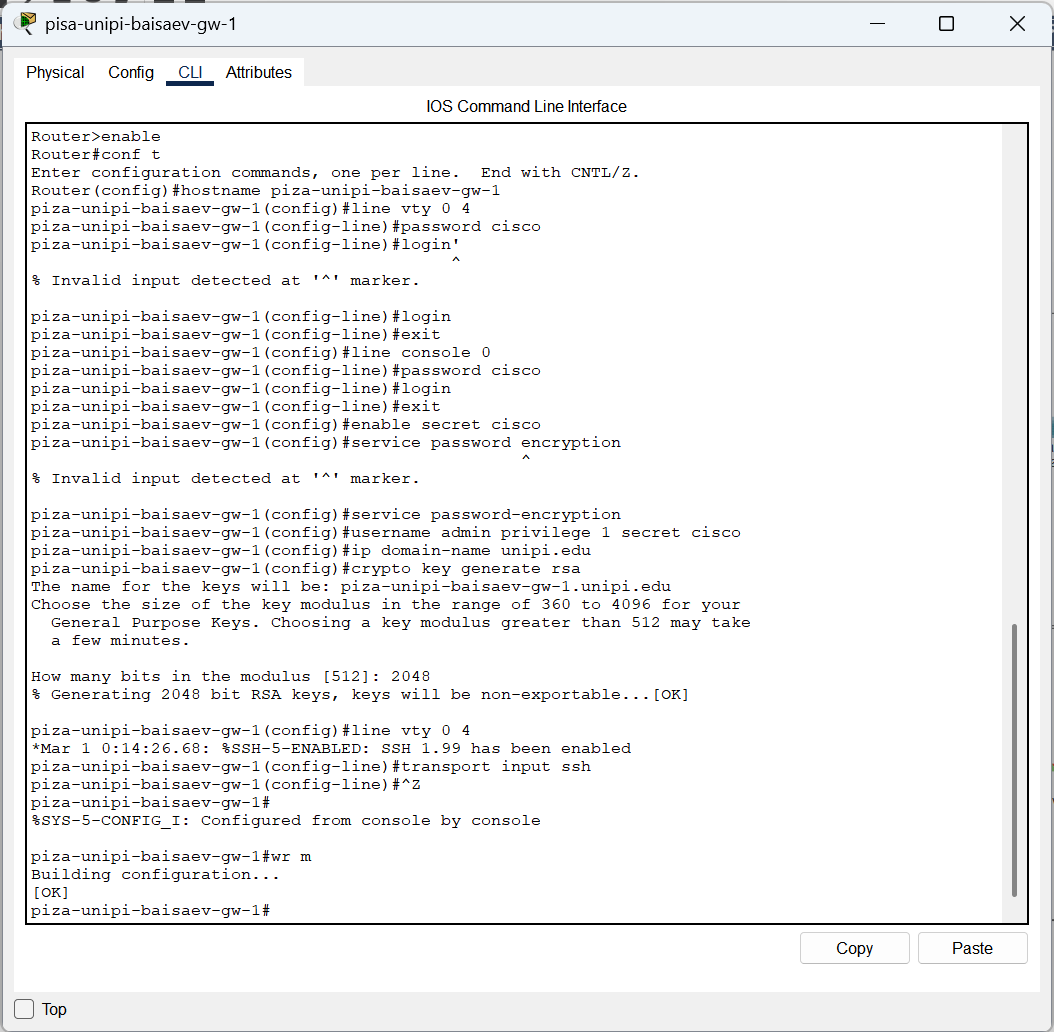 pisa-unipi-baisaev-gw-1
Physical Config CLI Attributes
IOS Command Line Interface
Router>enable
Router#conf t
Enter configuration commands, one per line.  End with CNTL/Z.
Router(config)#hostname piza-unipi-baisaev-gw-1
piza-unipi-baisaev-gw-1(config)#line vty 0 4
piza-unipi-baisaev-gw-1(config-line)#password cisco
piza-unipi-baisaev-gw-1(config-line)#login'
^
% Invalid input detected at '^' marker.
piza-unipi-baisaev-gw-1(config-line)#login
piza-unipi-baisaev-gw-1(config-line)#exit
piza-unipi-baisaev-gw-1(config)#line console 0
piza-unipi-baisaev-gw-1(config-line)#password cisco
piza-unipi-baisaev-gw-1(config-line)#login
piza-unipi-baisaev-gw-1(config-line)#exit
piza-unipi-baisaev-gw-1(config)#enable secret cisco
piza-unipi-baisaev-gw-1(config)#service password encryption
^
% Invalid input detected at '^' marker.
piza-unipi-baisaev-gw-1(config)#service password-encryption
piza-unipi-baisaev-gw-1(config)#username admin privilege 1 secret cisco
piza-unipi-baisaev-gw-1(config)#ip domain-name unipi.edu
piza-unipi-baisaev-gw-1(config)#crypto key generate rsa
The name for the keys will be: piza-unipi-baisaev-gw-1.unipi.edu
Choose the size of the key modulus in the range of 360 to 4096 for your
General Purpose Keys. Choosing a key modulus greater than 512 may take
a few minutes.
How many bits in the modulus [512]: 2048
% Generating 2048 bit RSA keys, keys will be non-exportable...[OK]
piza-unipi-baisaev-gw-1(config)#line vty 0 4
*Mar 1 0:14:26.68: %SSH-5-ENABLED: SSH 1.99 has been enabled
piza-unipi-baisaev-gw-1(config-line)#transport input ssh
piza-unipi-baisaev-gw-1(config-line)#^Z
piza-unipi-baisaev-gw-1#
%SYS-5-CONFIG_I: Configured from console by console
piza-unipi-baisaev-gw-1#wr m
Building configuration...
[OK]
piza-unipi-baisaev-gw-1#
Copy Paste
Top